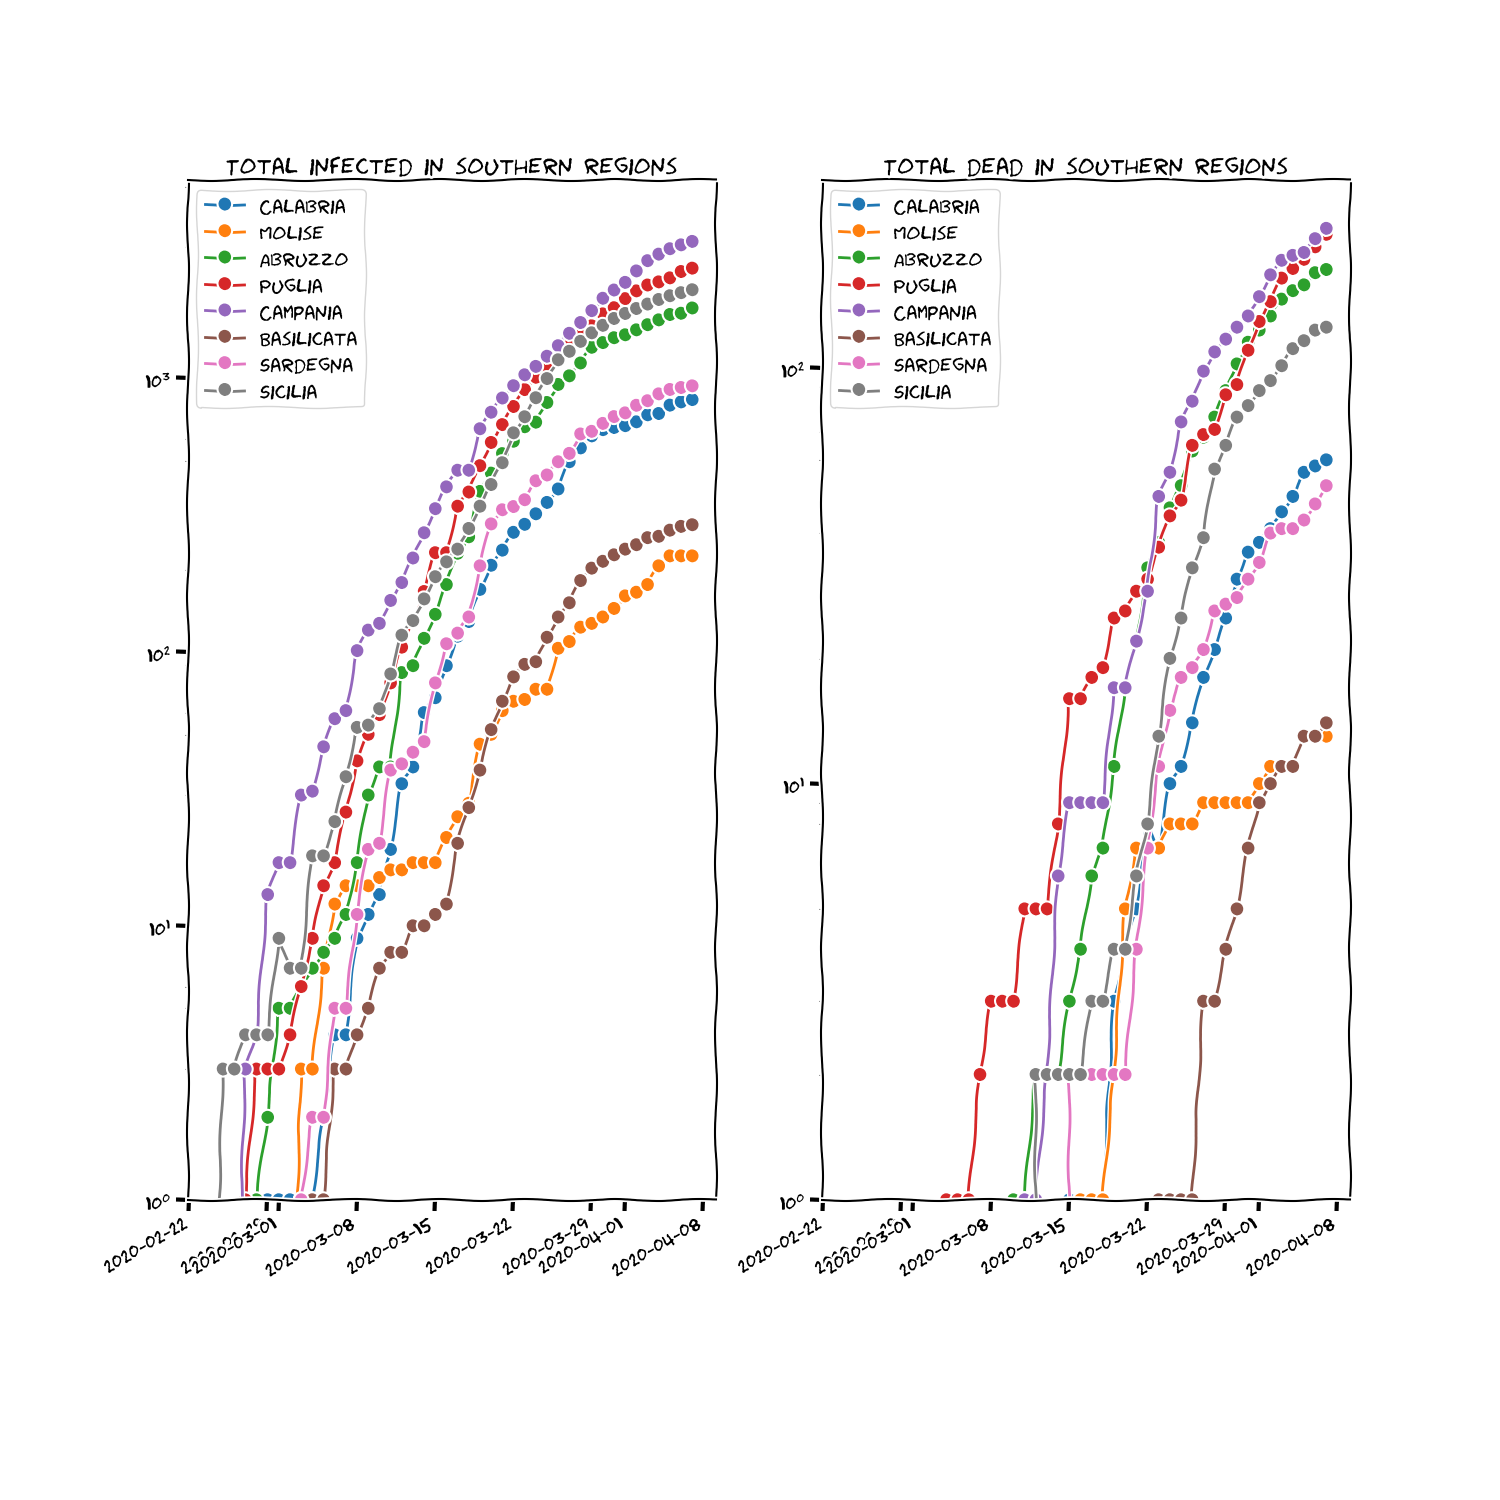 TOTAL INFECTED IN SOUTHERN REGIONS
CALABRIA
MOLISE
ABRUZZO
PUGLIA
CAMPANIA
BASILICATA
SARDEGNA
SICILIA
10³
10²
10¹
10⁰
2020-02-22
2020-03-01
2020-03-08
2020-03-15
2020-03-22
2020-03-29
2020-04-01
2020-04-08
TOTAL DEAD IN SOUTHERN REGIONS
CALABRIA
MOLISE
ABRUZZO
PUGLIA
CAMPANIA
BASILICATA
SARDEGNA
SICILIA
10²
10¹
10⁰
2020-02-22
2020-03-01
2020-03-08
2020-03-15
2020-03-22
2020-03-29
2020-04-01
2020-04-08